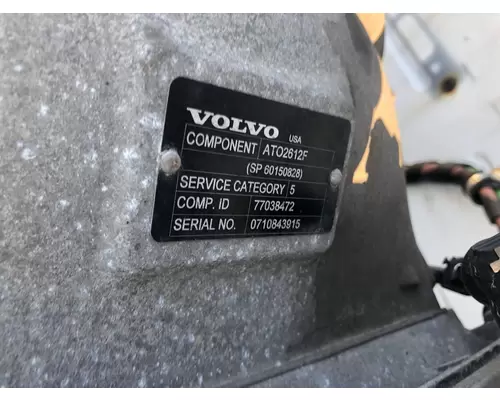 VOLVO USA
COMPONENT ATO2612F
(SP 60150828)
SERVICE CATEGORY 5
COMP. ID 77038472
SERIAL NO. 0710843915